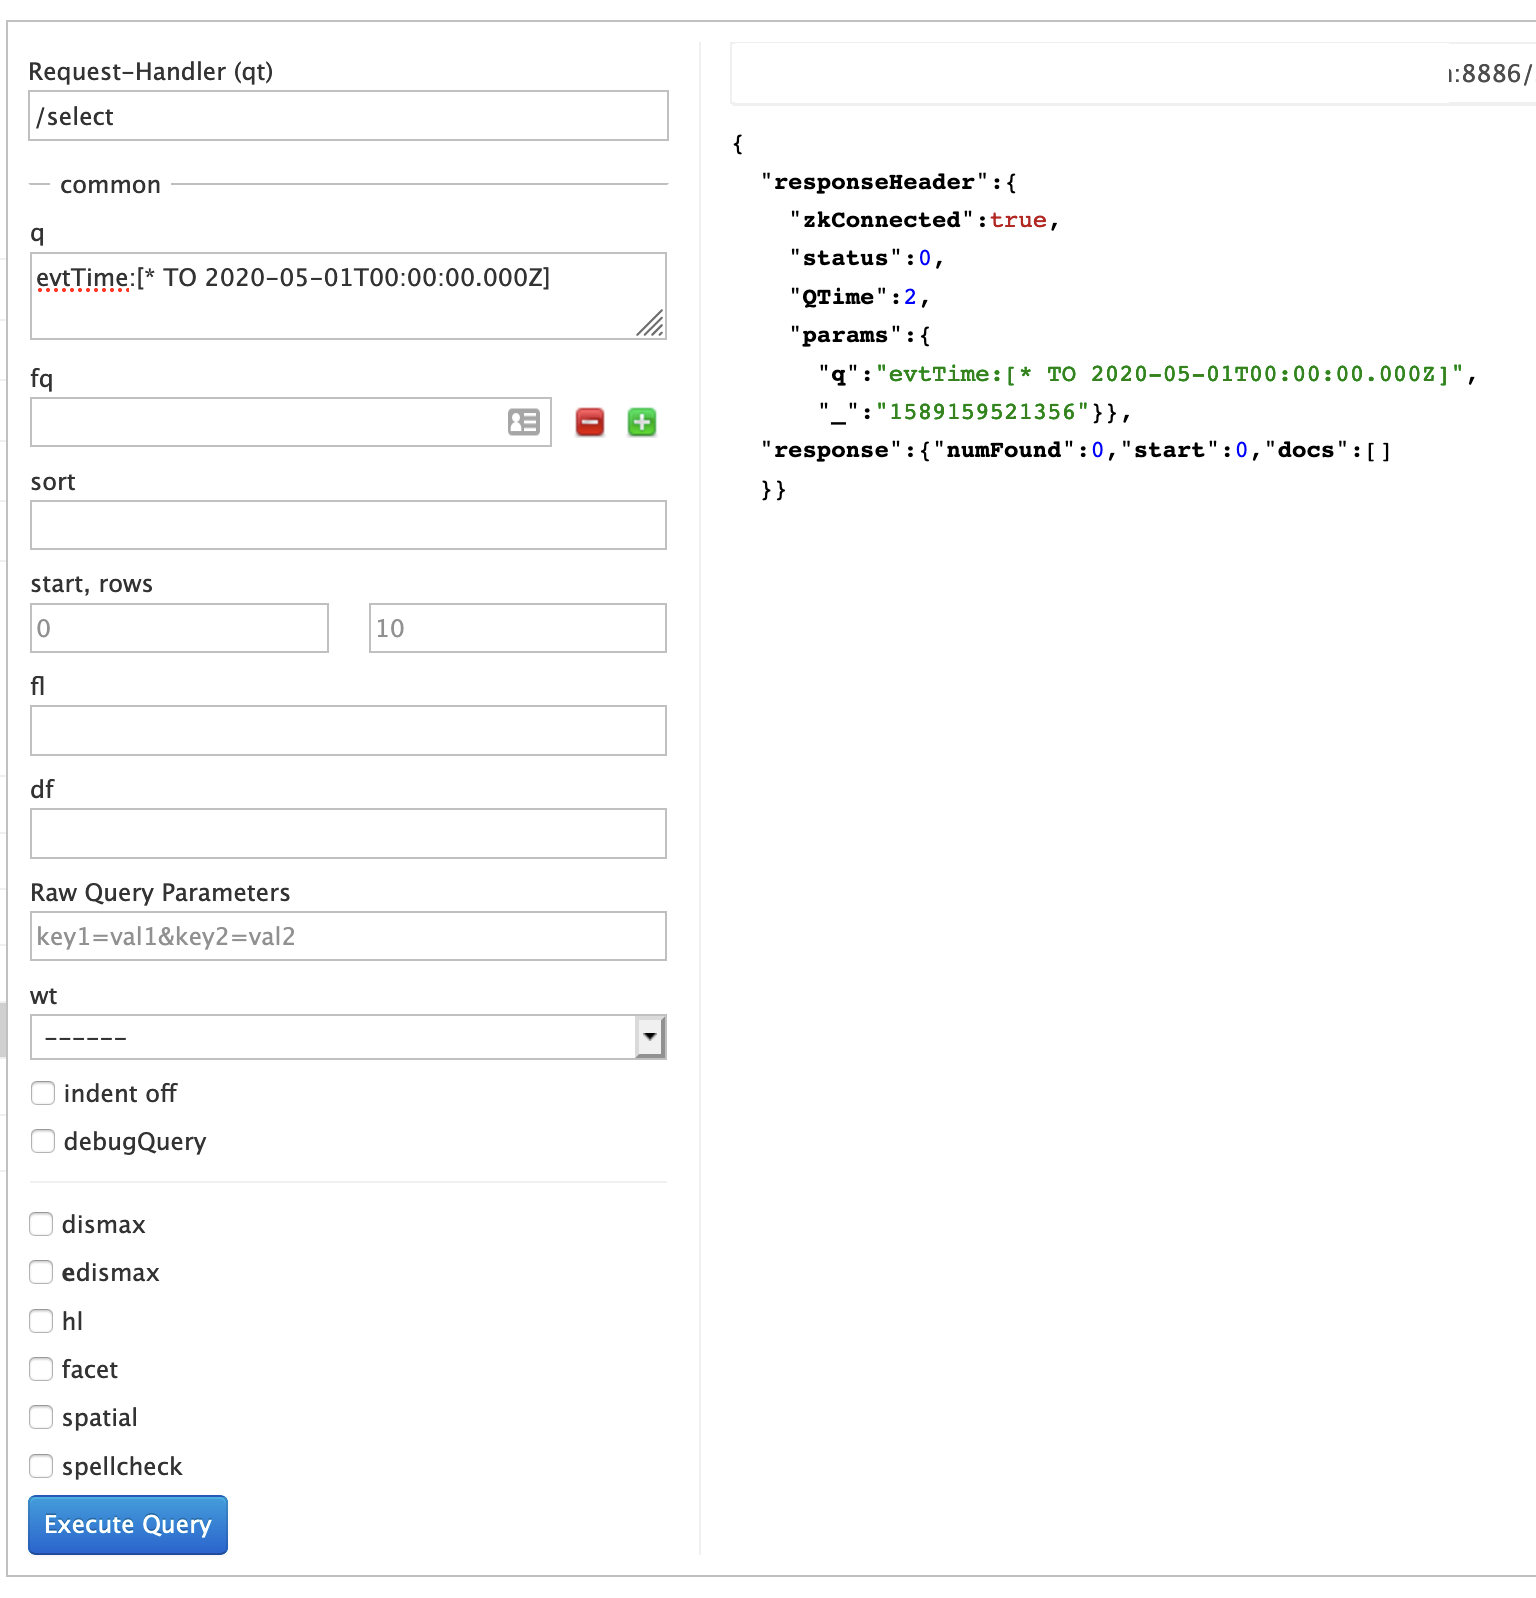 Request-Handler (qt)
/select
common
q
evtTime:[* TO 2020-05-01T00:00:00.000Z]
fq
sort
start, rows
0 10
fl
df
Raw Query Parameters
key1=val1&key2=val2
wt
------
indent off
debugQuery
dismax
edismax
hl
facet
spatial
spellcheck
Execute Query
:8886/
{
"responseHeader":{
"zkConnected":true,
"status":0,
"QTime":2,
"params":{
"q":"evtTime:[* TO 2020-05-01T00:00:00.000Z]",
"_":"1589159521356"}},
"response":{"numFound":0,"start":0,"docs":[]
}}